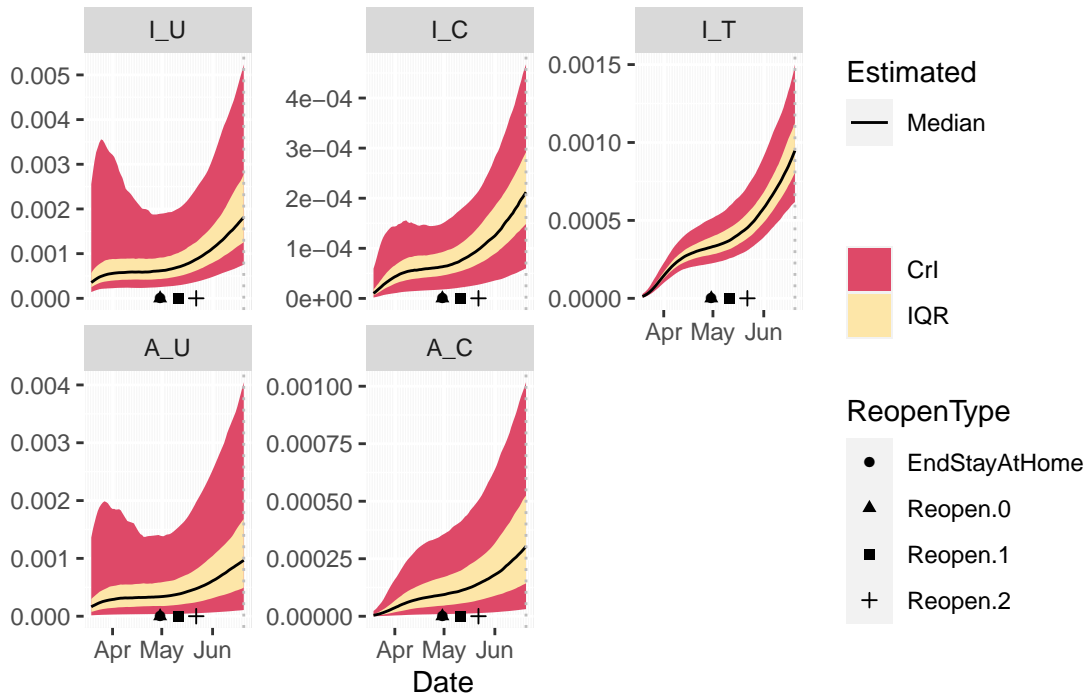 I_U
I_C
I_T
0.005
0.004
0.003
0.002
0.001
0.000
4e−04
3e−04
2e−04
1e−04
0e+00
0.0015
0.0010
0.0005
0.0000
Apr May Jun
A_U
A_C
0.004
0.003
0.002
0.001
0.000
Apr May Jun
0.00100
0.00075
0.00050
0.00025
0.00000
Apr May Jun
Date
Estimated
Median
CrI
IQR
ReopenType
EndStayAtHome
Reopen.0
Reopen.1
Reopen.2